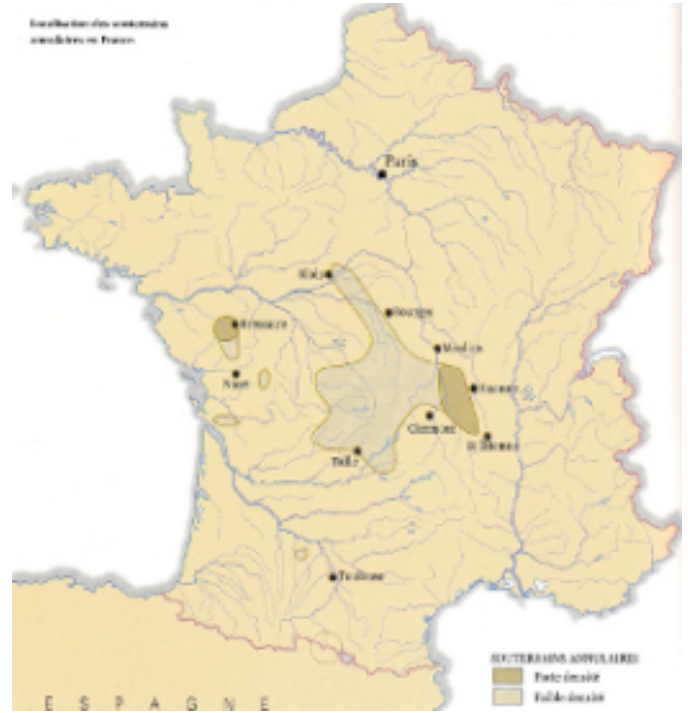 Localisation des souterrains
annulaires en France
Paris
Blois
Bourges
Bressuire
Moulins
Niort
Roanne
Clermont
St Etienne
Tulle
Toulouse
SOUTERRAINS ANNULAIRES
Forte densité
Faible densité
ESPAGNE